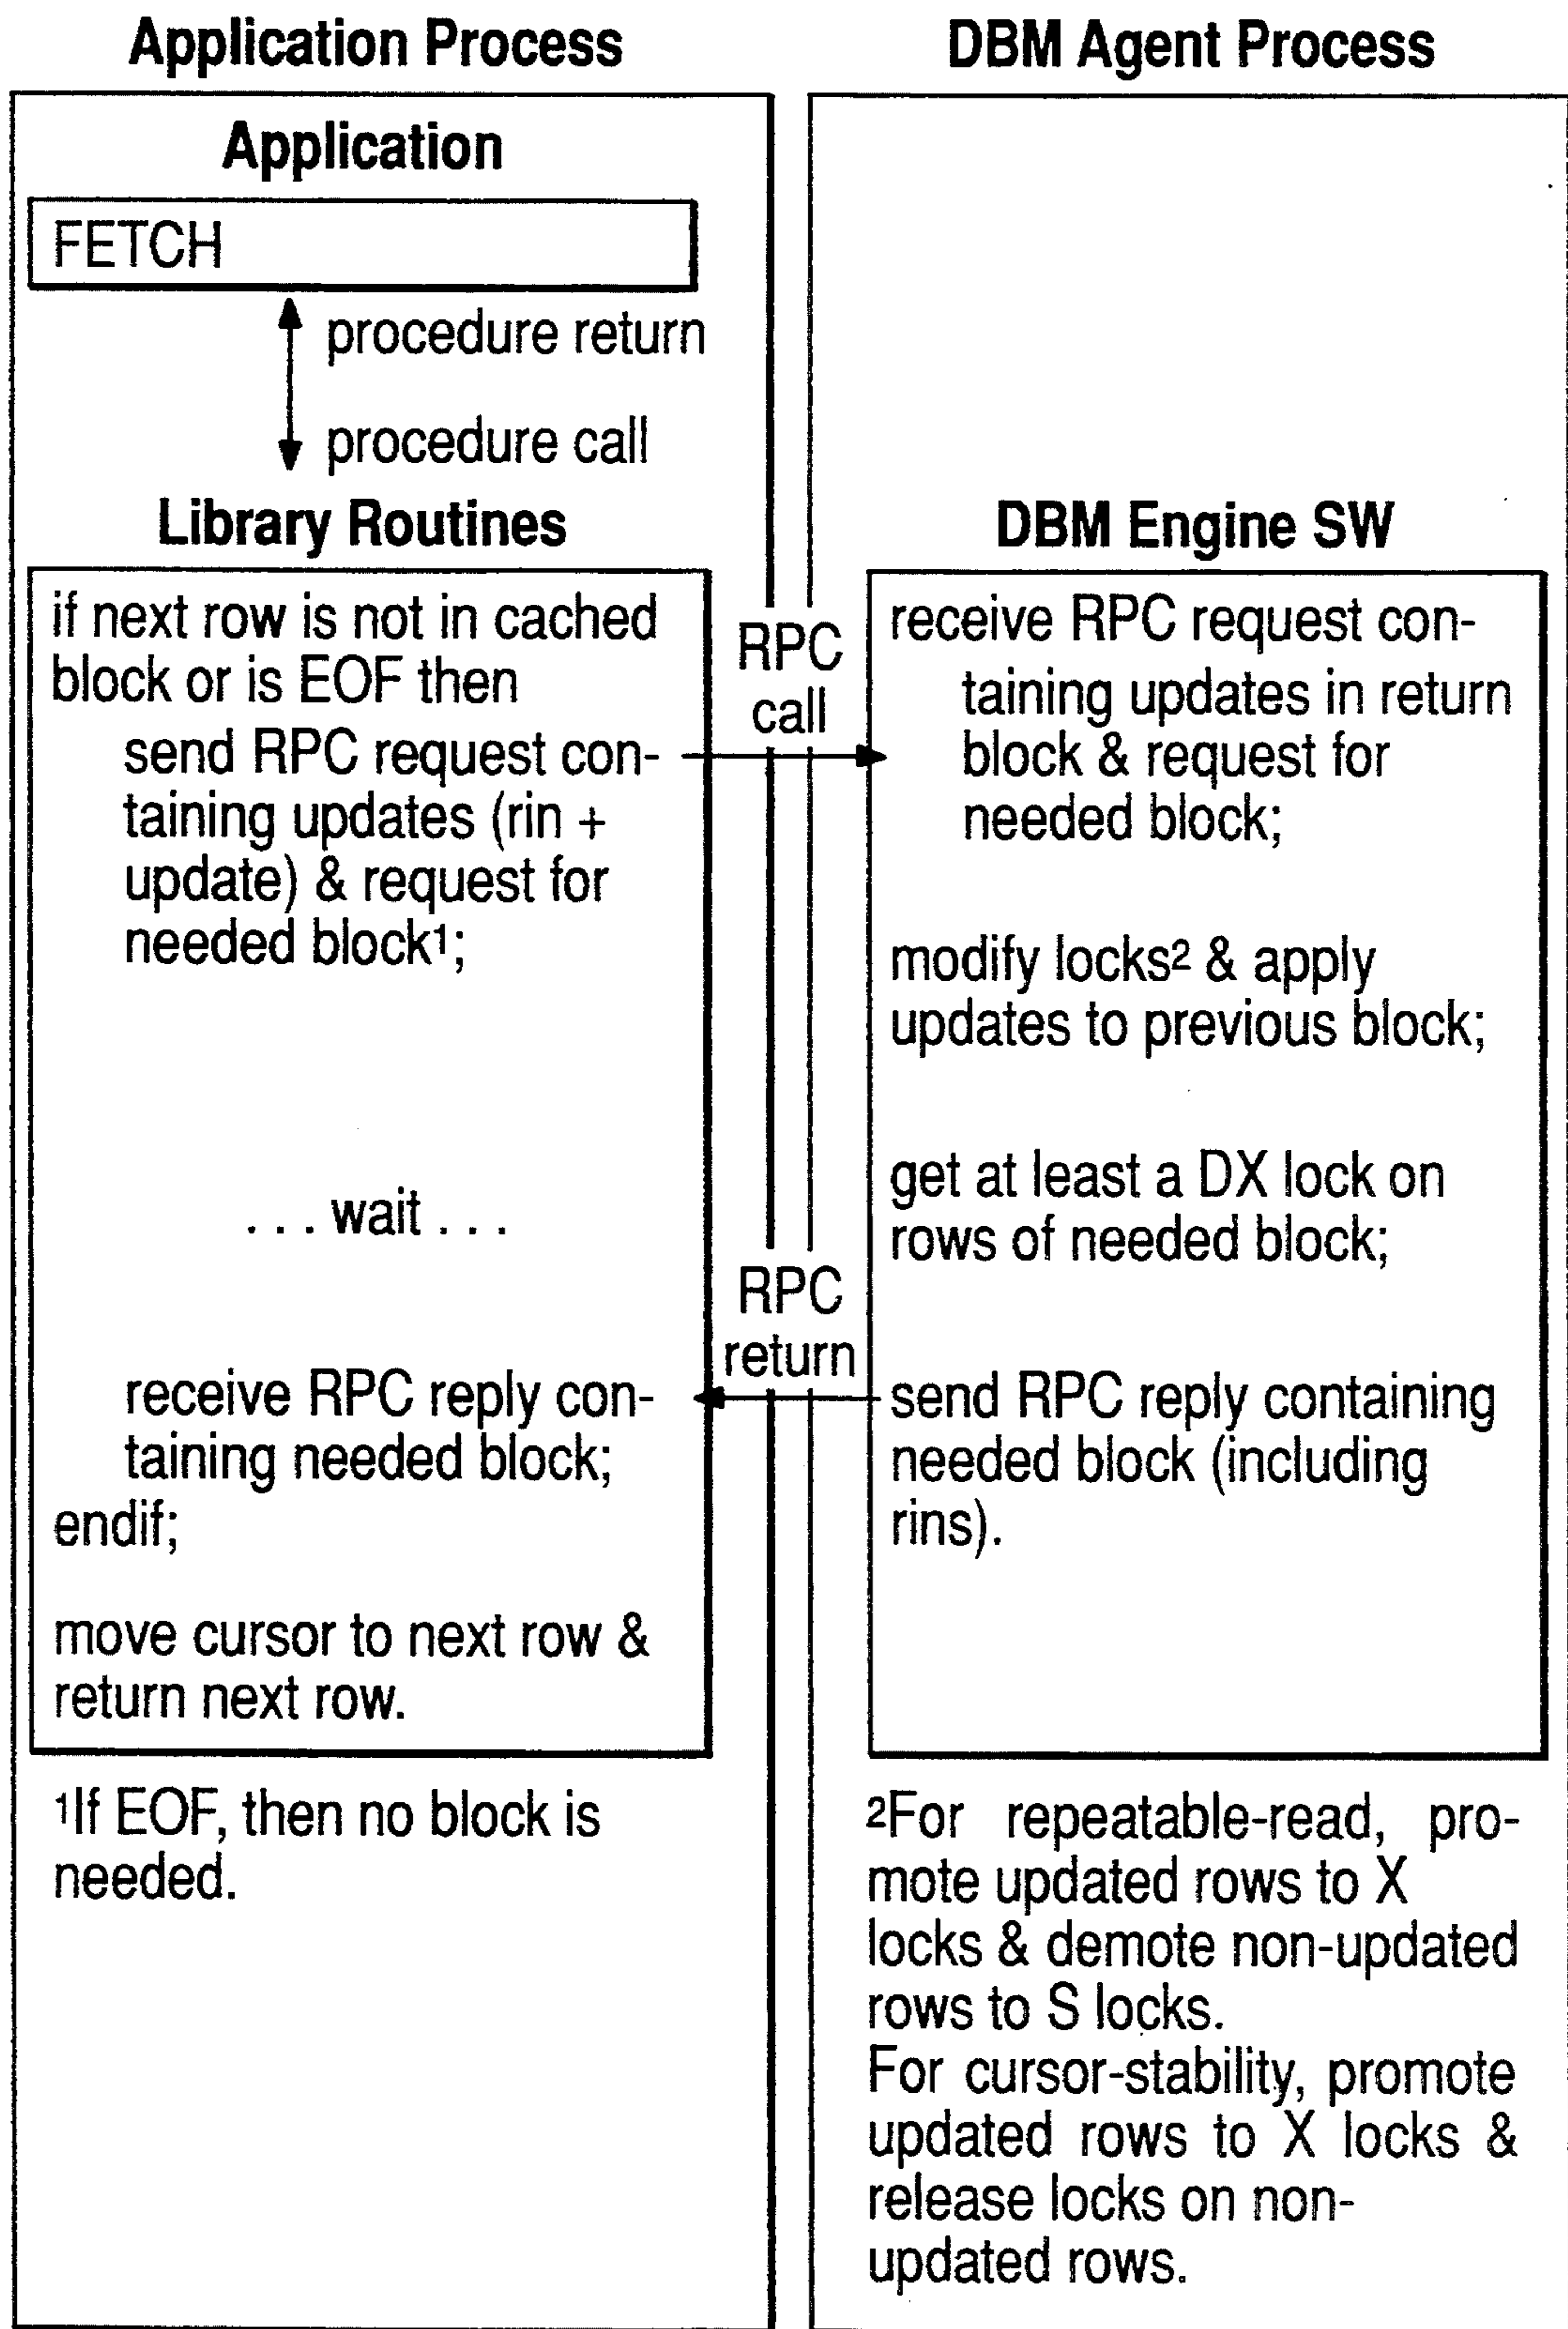 Application Process
DBM Agent Process
Application
FETCH
procedure return
procedure call
Library Routines
if next row is not in cached
block or is EOF then
send RPC request con-
taining updates (rin +
update) & request for
needed block¹;
. . . wait . . .
receive RPC reply con-
taining needed block;
endif;
move cursor to next row &
return next row.
¹If EOF, then no block is
needed.
RPC
call
RPC
return
DBM Engine SW
receive RPC request con-
taining updates in return
block & request for
needed block;
modify locks² & apply
updates to previous block;
get at least a DX lock on
rows of needed block;
send RPC reply containing
needed block (including
rins).
²For repeatable-read, pro-
mote updated rows to X
locks & demote non-updated
rows to S locks.
For cursor-stability, promote
updated rows to X locks &
release locks on non-
updated rows.